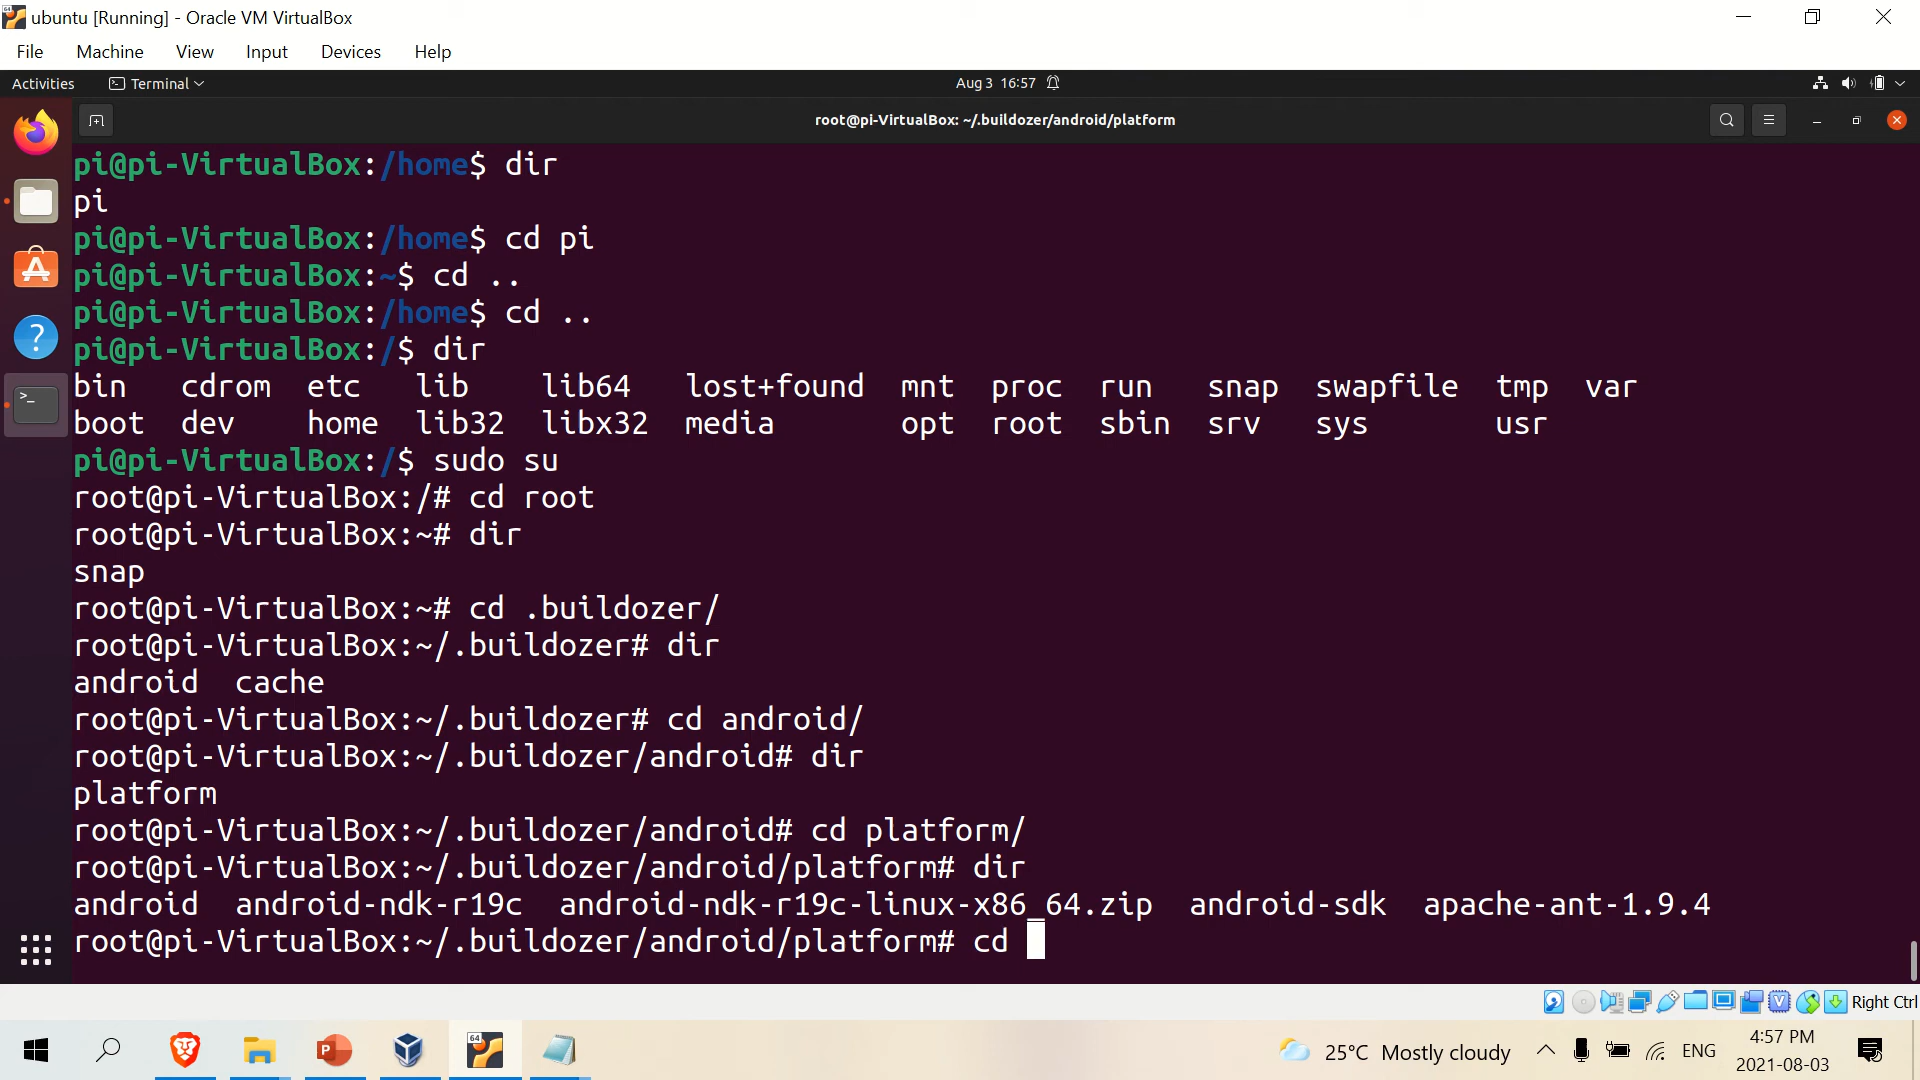 ubuntu [Running] - Oracle VM VirtualBox
File Machine View Input Devices Help
Activities Terminal Aug 3 16:57
root@pi-VirtualBox: ~/.buildozer/android/platform
pi@pi-VirtualBox:/home$ dir
pi
pi@pi-VirtualBox:/home$ cd pi
pi@pi-VirtualBox:~$ cd ..
pi@pi-VirtualBox:/home$ cd ..
pi@pi-VirtualBox:/$ dir
bin cdrom etc lib lib64 lost+found mnt proc run snap swapfile tmp var
boot dev home lib32 libx32 media opt root sbin srv sys usr
pi@pi-VirtualBox:/$ sudo su
root@pi-VirtualBox:/# cd root
root@pi-VirtualBox:~# dir
snap
root@pi-VirtualBox:~# cd .buildozer/
root@pi-VirtualBox:~/.buildozer# dir
android cache
root@pi-VirtualBox:~/.buildozer# cd android/
root@pi-VirtualBox:~/.buildozer/android# dir
platform
root@pi-VirtualBox:~/.buildozer/android# cd platform/
root@pi-VirtualBox:~/.buildozer/android/platform# dir
android android-ndk-r19c android-ndk-r19c-linux-x86_64.zip android-sdk apache-ant-1.9.4
root@pi-VirtualBox:~/.buildozer/android/platform# cd
Right Ctrl
25°C Mostly cloudy ENG 4:57 PM
2021-08-03